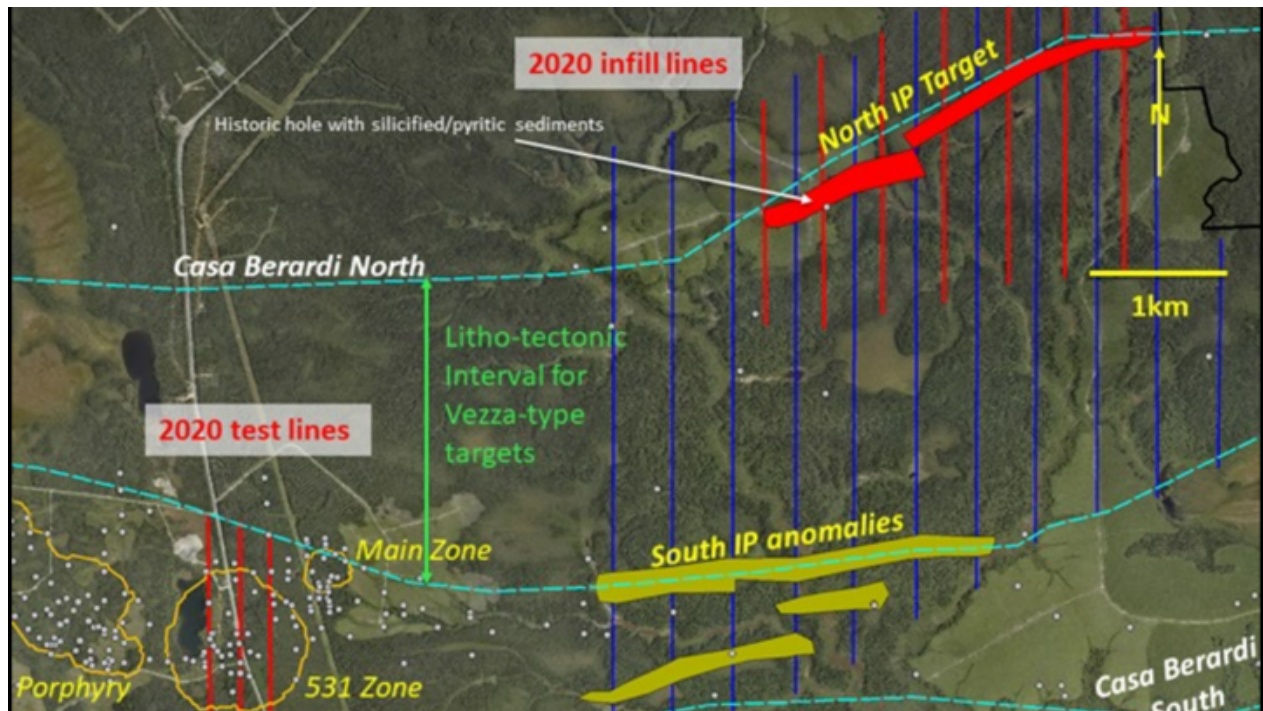 2020 infill lines
North IP Target
N
Historic hole with silicified/pyritic sediments
Casa Berardi North
1km
Litho-tectonic
Interval for
Vezza-type
targets
2020 test lines
South IP anomalies
Main Zone
Porphyry
531 Zone
Casa Berardi
South